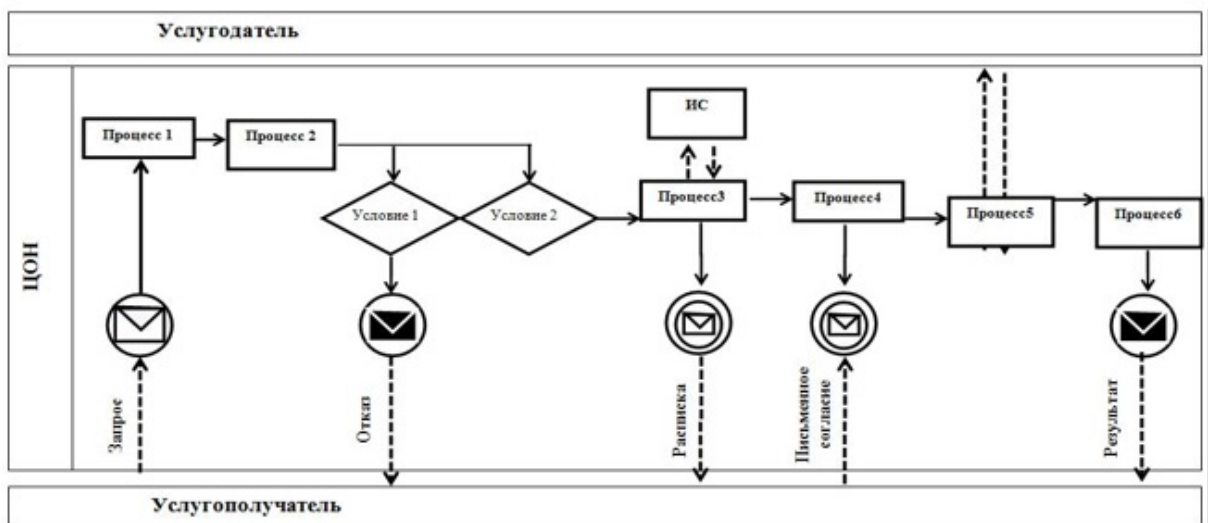 Услугодатель
ЦОН
Процесс 1
Процесс 2
ИС
Условие 1
Условие 2
Процесс3
Процесс4
Процесс5
Процесс6
Запрос
Отказ
Расписка
Письменное
согласие
Результат
Услугополучатель